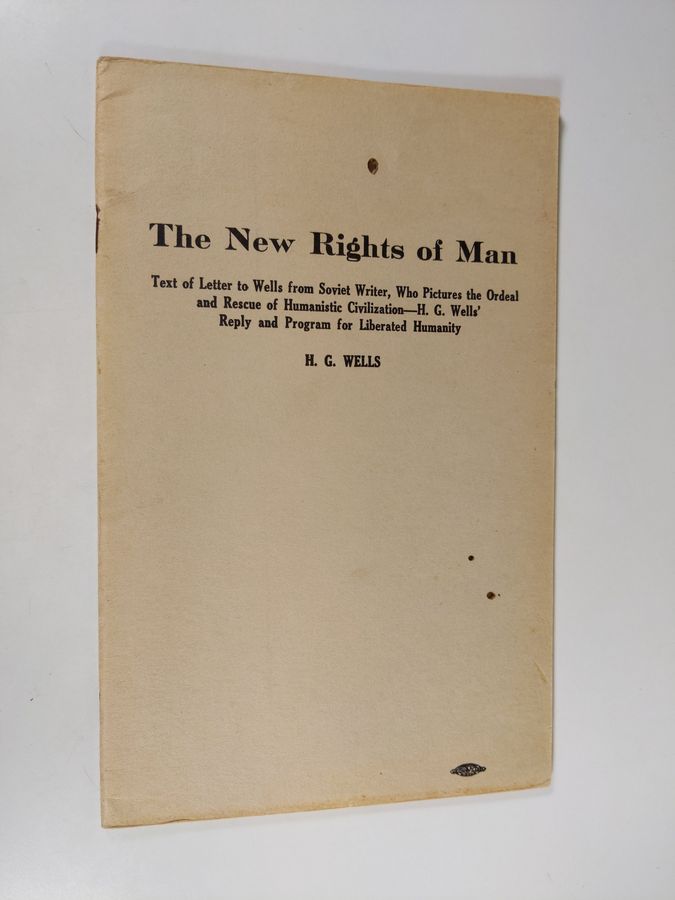 The New Rights of Man
Text of Letter to Wells from Soviet Writer, Who Pictures the Ordeal
and Rescue of Humanistic Civilization—H. G. Wells'
Reply and Program for Liberated Humanity
H. G. WELLS